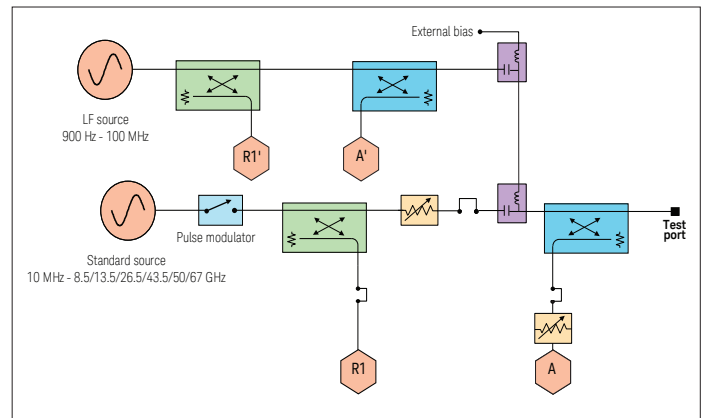 External bias
LF source
900 Hz - 100 MHz
R1'
A'
Pulse modulator
Test
port
Standard source
10 MHz - 8.5/13.5/26.5/43.5/50/67 GHz
R1
A